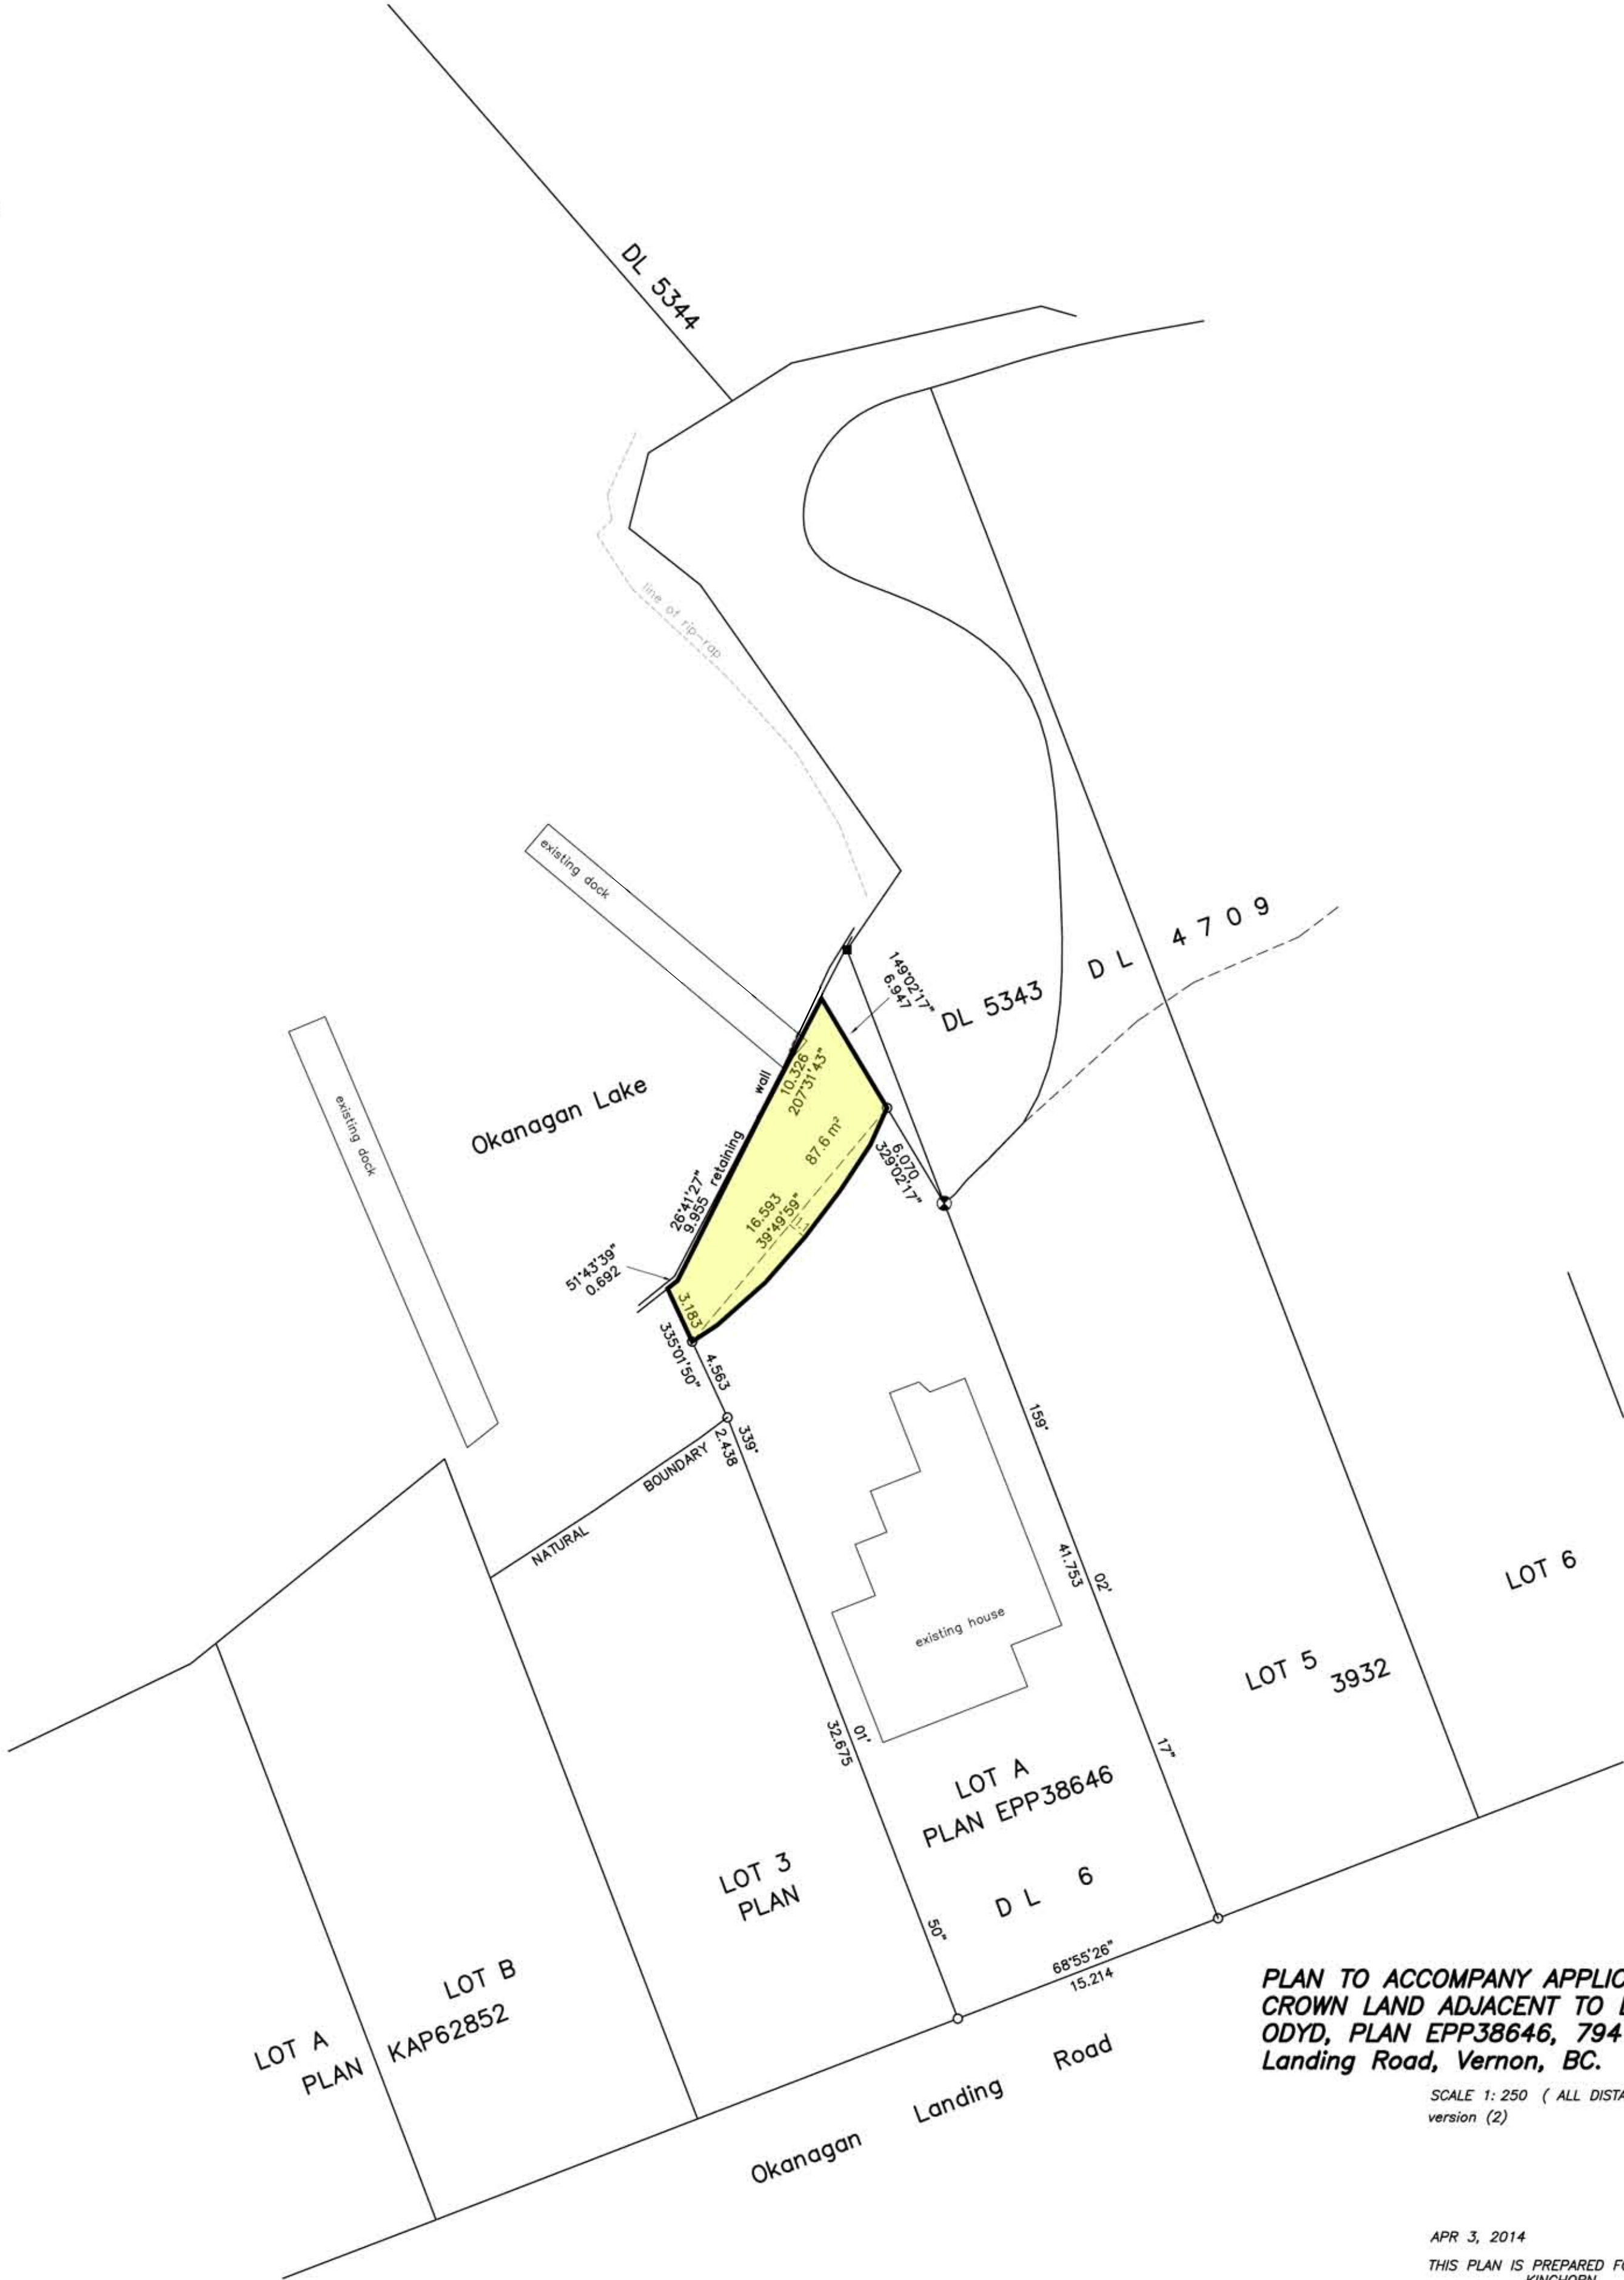 DL 5344
line of rip-rap
existing dock
149°02'17"
6.947
DL 5343
D L 4 7 0 9
existing dock
Okanagan Lake
retaining wall
10.326
207°31'43"
87.6 m²
6.070
329°02'17"
26°41'27"
9.955
16.593
39°49'59"
51°43'39"
0.692
3.183
335°01'50"
4.563
339°
2.438
NATURAL BOUNDARY
159°
41.753
02'
existing house
LOT 6
LOT 5
3932
32.675
01'
17"
LOT A
PLAN EPP38646
LOT 3
PLAN
D L 6
50"
68°55'26"
15.214
LOT B
LOT A
PLAN KAP62852
Okanagan Landing Road
PLAN TO ACCOMPANY APPLIC
CROWN LAND ADJACENT TO
ODYD, PLAN EPP38646, 794
Landing Road, Vernon, BC.
SCALE 1: 250 ( ALL DISTA
version (2)
APR 3, 2014
THIS PLAN IS PREPARED FO
KINGHORN